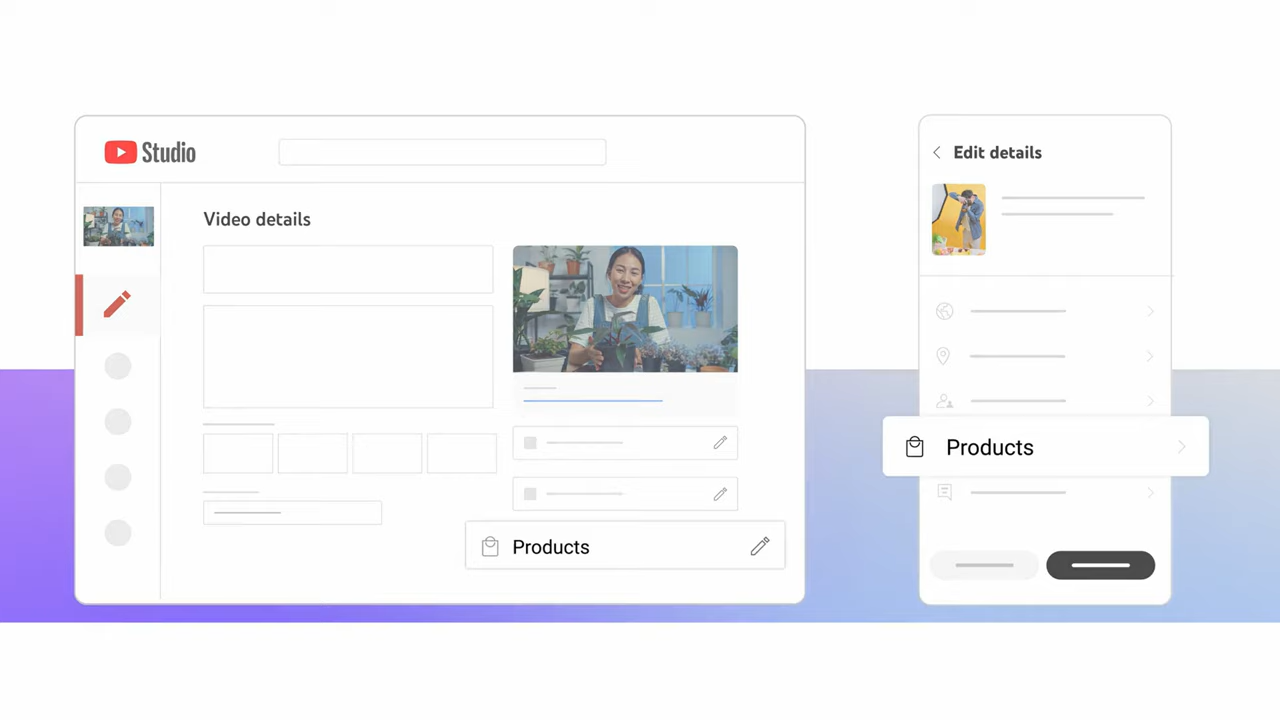 Studio
Video details
Products
Edit details
Products